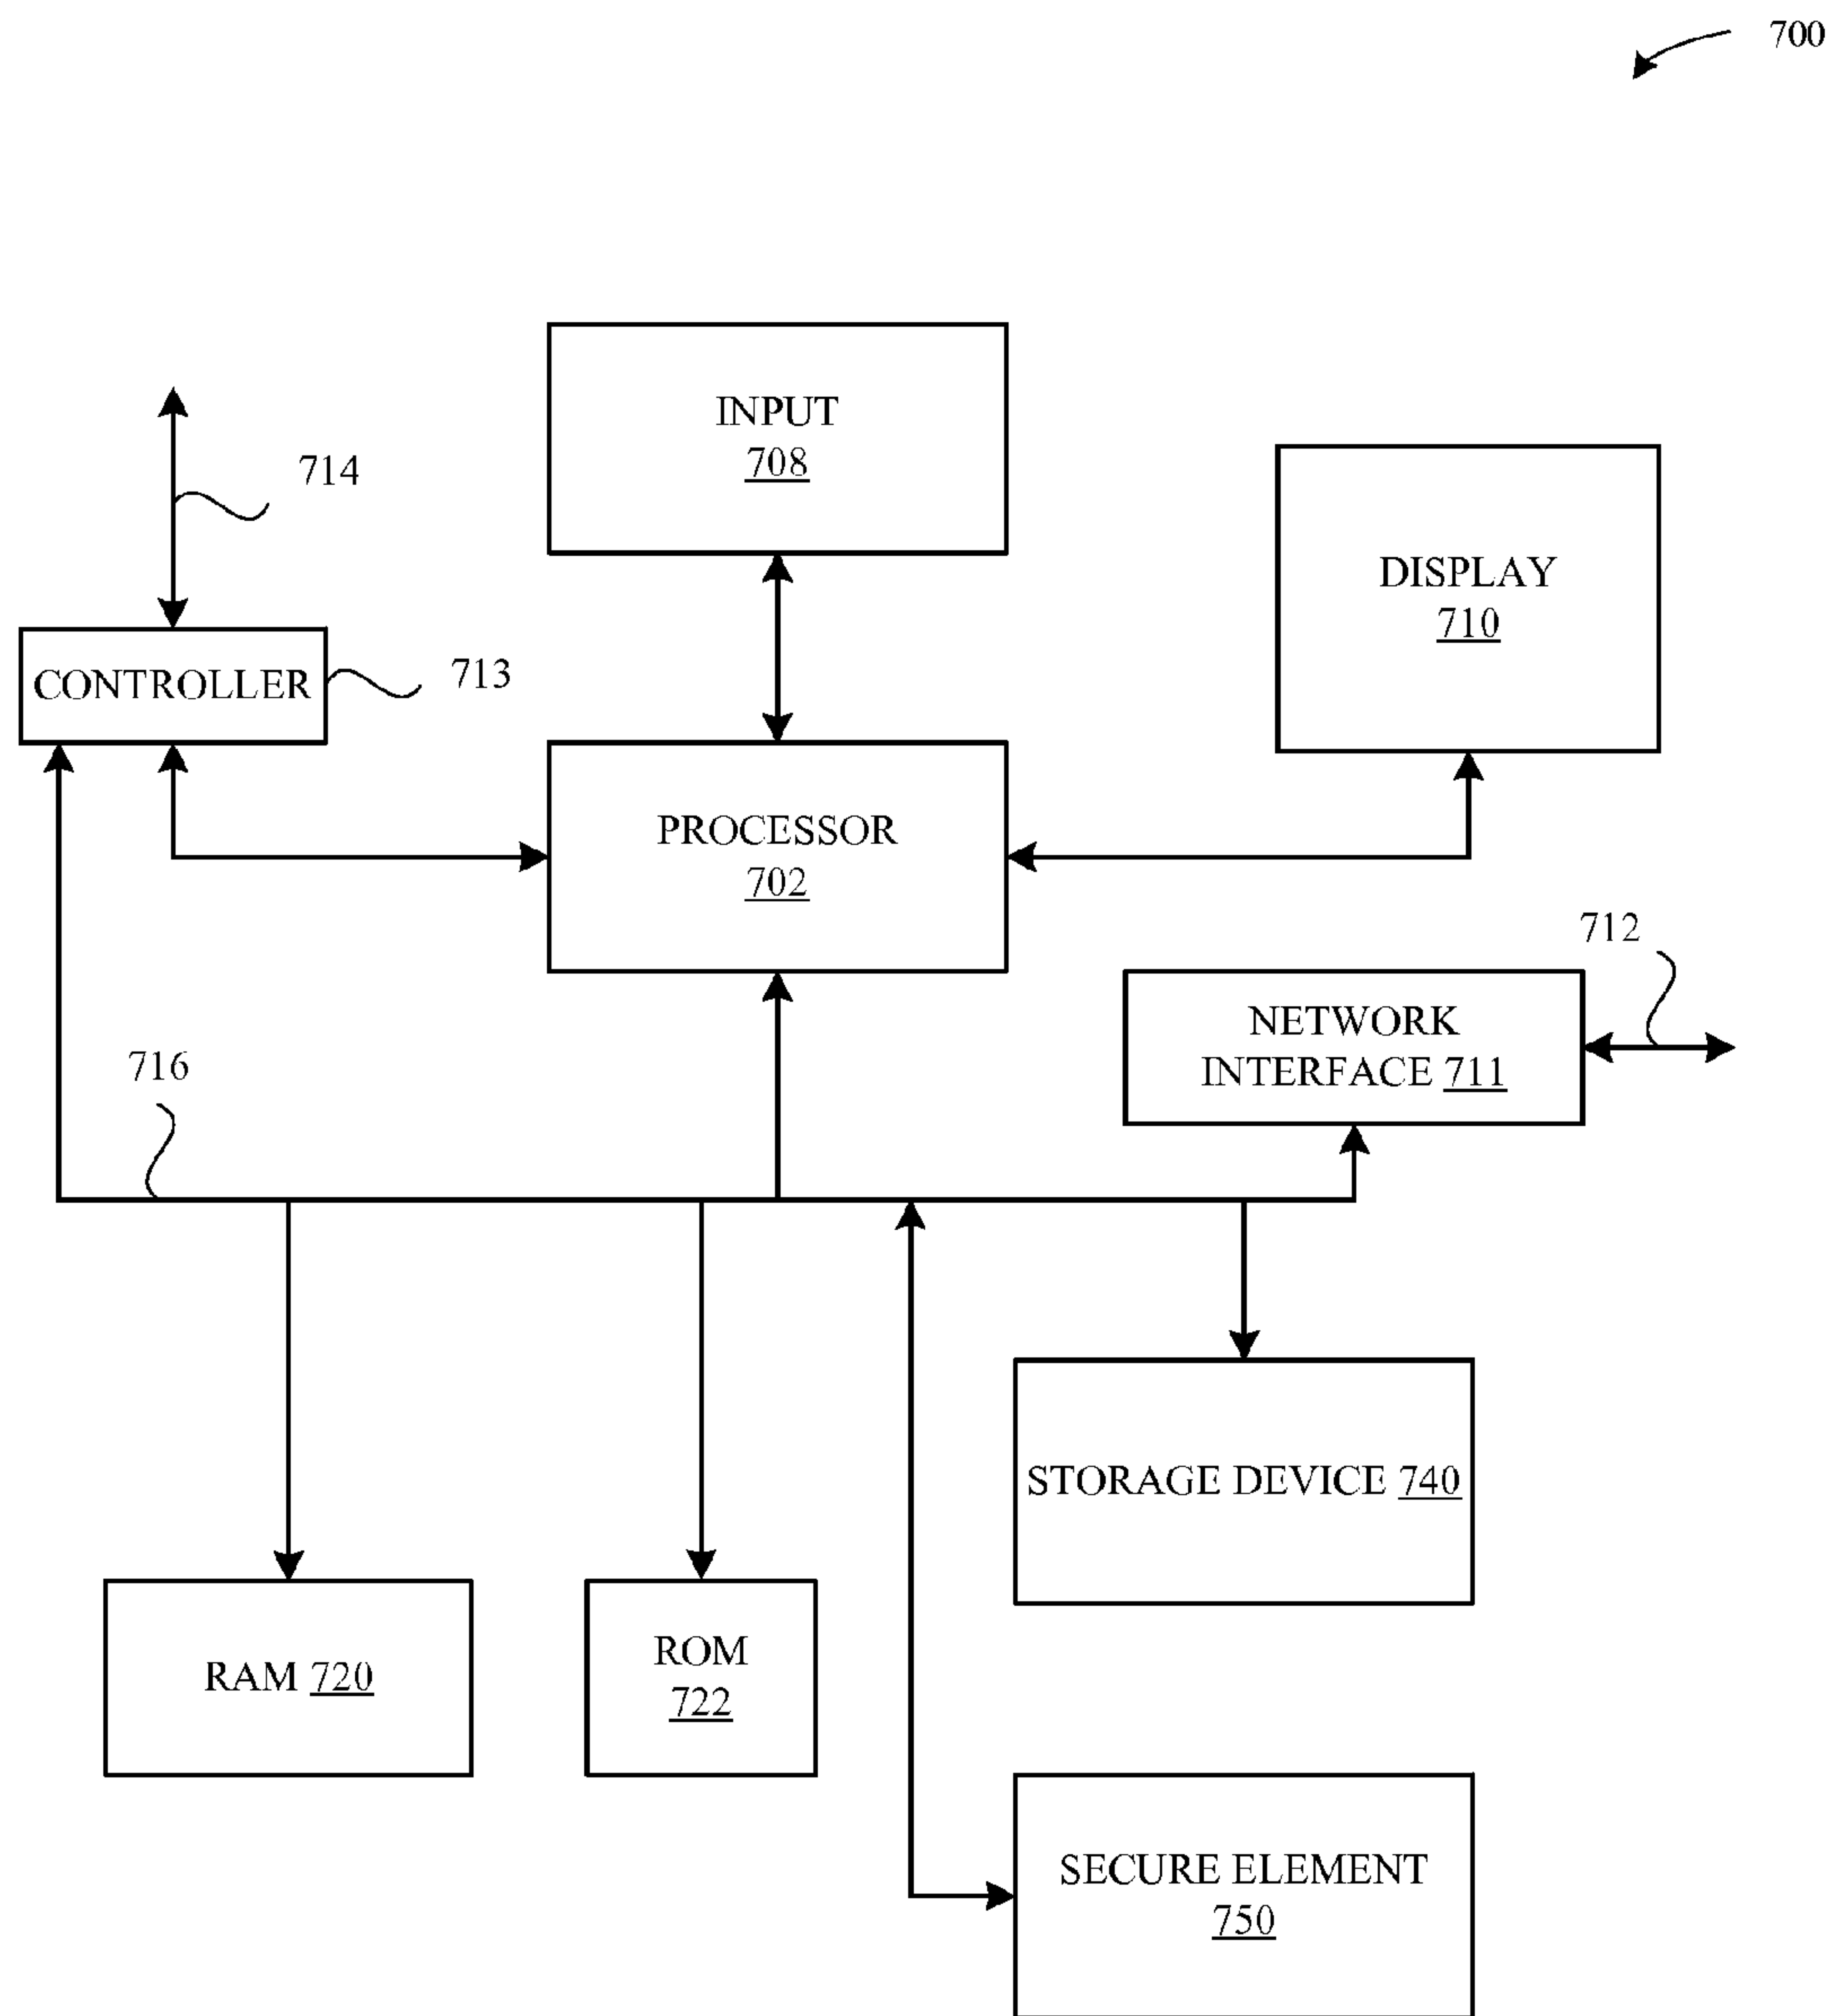 700
INPUT
708
714
DISPLAY
710
CONTROLLER
713
PROCESSOR
702
712
NETWORK
INTERFACE 711
716
STORAGE DEVICE 740
RAM 720
ROM
722
SECURE ELEMENT
750